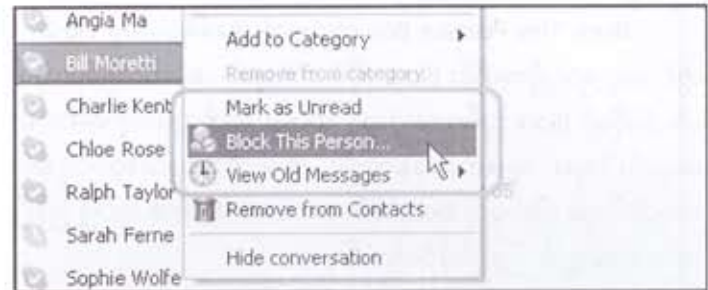 Angia Ma
Bill Moretti
Charlie Kent
Chloe Rose
Ralph Taylor
Sarah Ferne
Sophie Wolfe
Add to Category
Remove from category
Mark as Unread
Block This Person...
View Old Messages
Remove from Contacts
Hide conversation